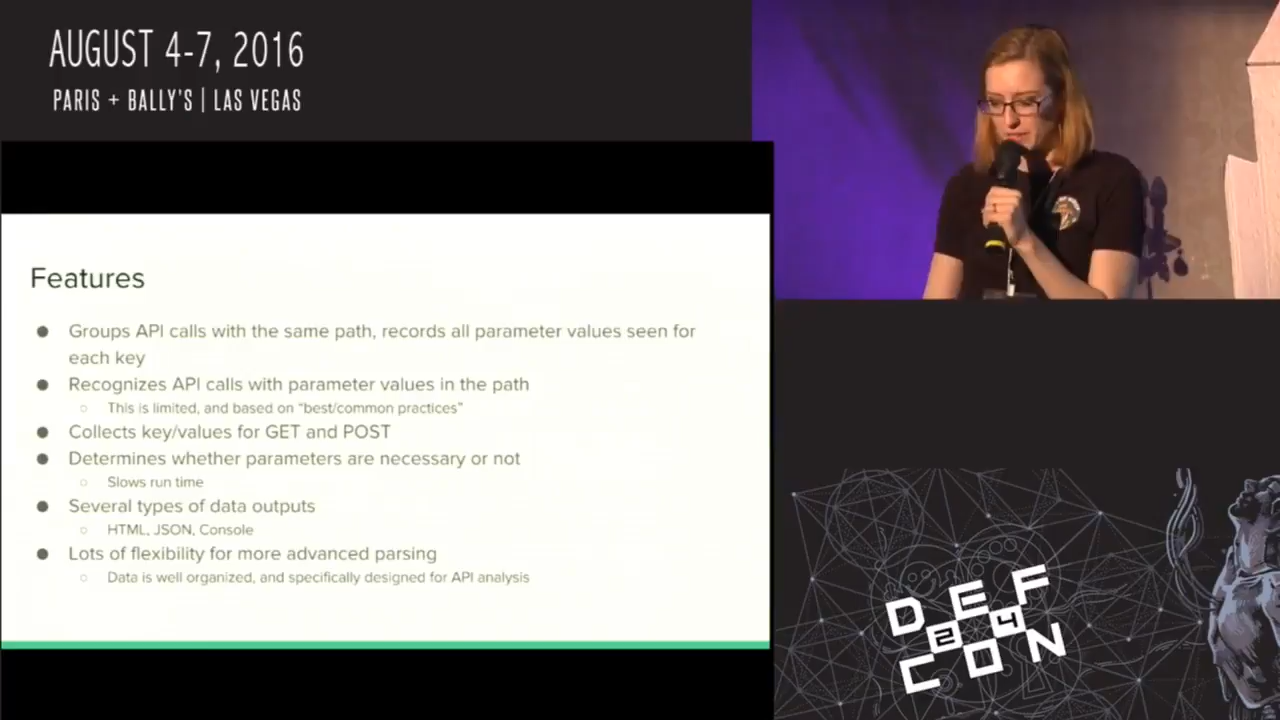 AUGUST 4-7, 2016
PARIS + BALLY'S | LAS VEGAS
Features
● Groups API calls with the same path, records all parameter values seen for
each key
● Recognizes API calls with parameter values in the path
○ This is limited, and based on “best/common practices”
● Collects key/values for GET and POST
● Determines whether parameters are necessary or not
○ Slows run time
● Several types of data outputs
○ HTML, JSON, Console
● Lots of flexibility for more advanced parsing
○ Data is well organized, and specifically designed for API analysis
DEF
24
CON